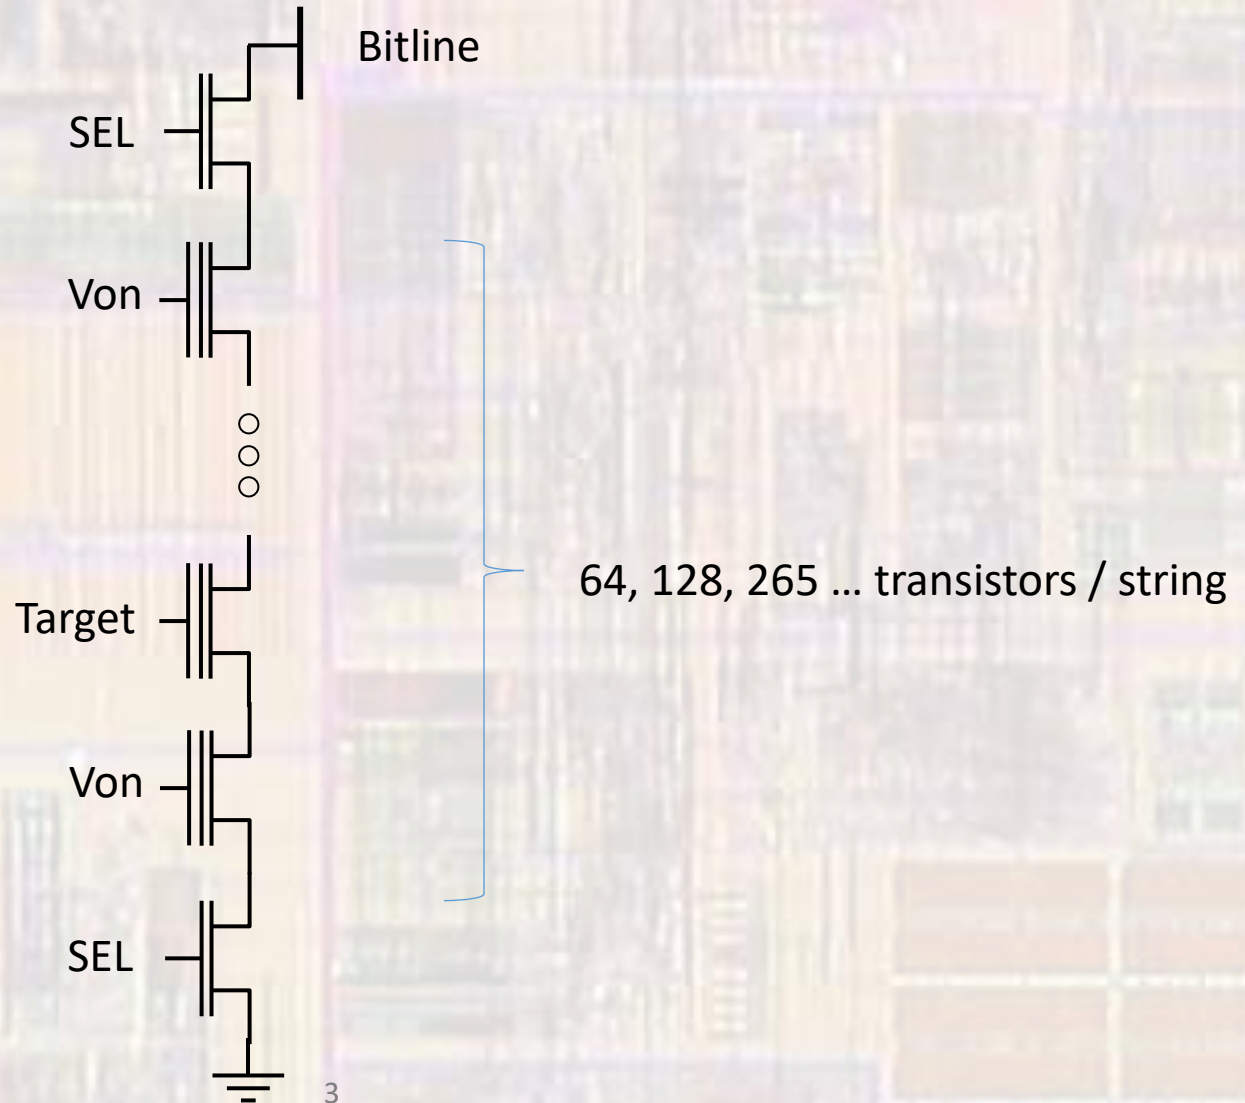 Bitline
SEL
Von
64, 128, 265 … transistors / string
Target
Von
SEL
3